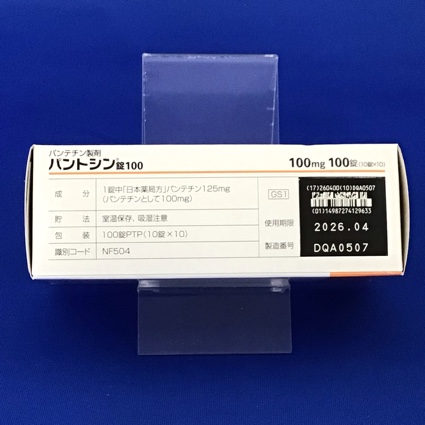 パンテチン製剤
パントシン®錠100
100mg 100錠(10錠×10)
成 分 1錠中「日本薬局方」パンテチン125mg
(パンテチンとして100mg)
貯 法 室温保存、吸湿注意
包 装 100錠PTP(10錠×10)
識別コード NF504
GS1
使用期限
製造番号
(17)260400(10)DQA0507
(01)14987274129633
2026.04
DQA0507